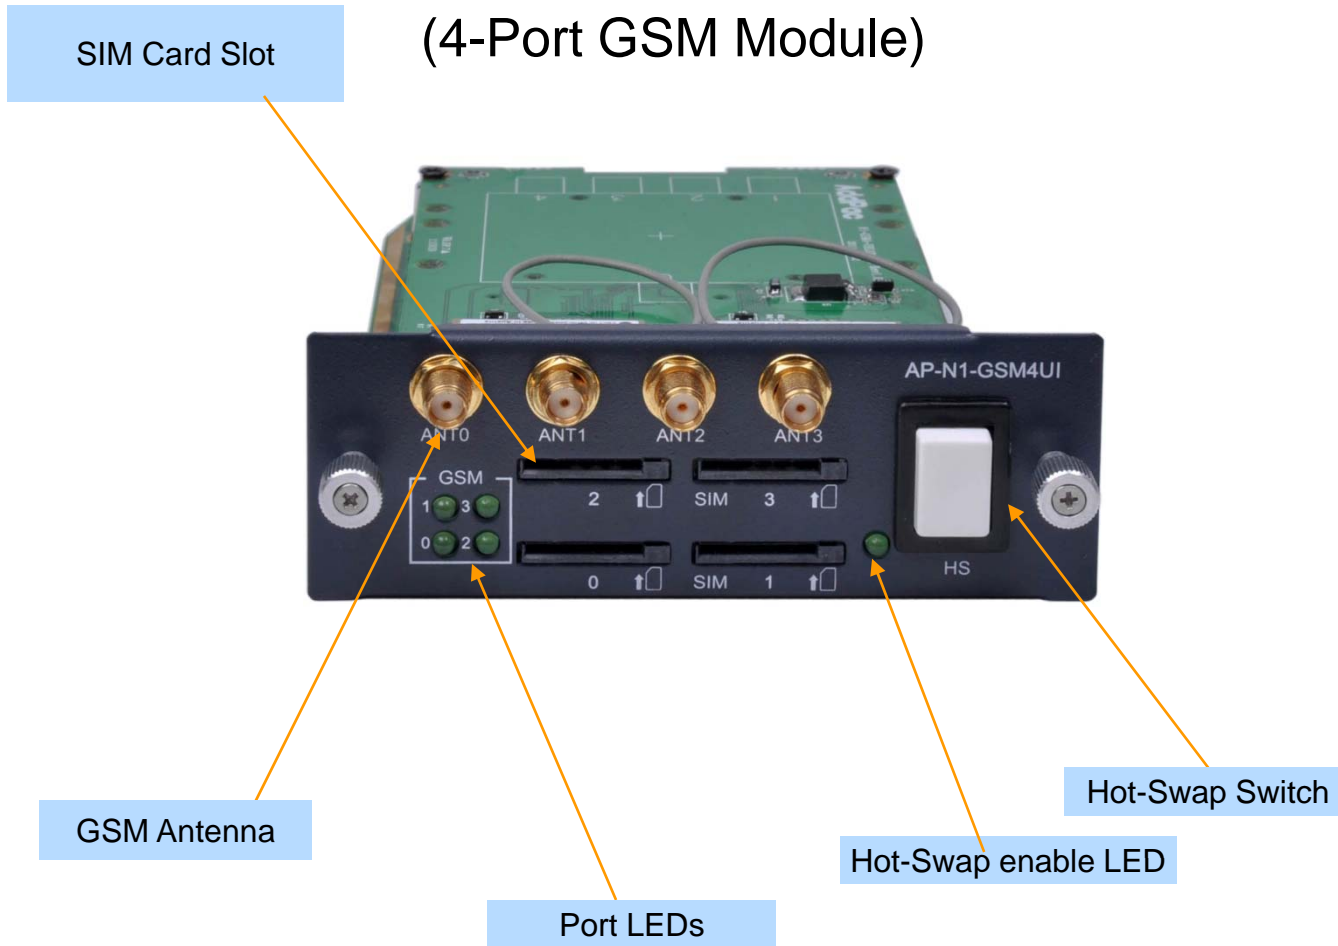 (4-Port GSM Module)
SIM Card Slot
AddPac
AP-N1-GSM4UI
ANT0 ANT1 ANT2 ANT3
GSM
1 3
0 2
2 SIM 3
0 SIM 1
HS
Hot-Swap Switch
GSM Antenna
Hot-Swap enable LED
Port LEDs